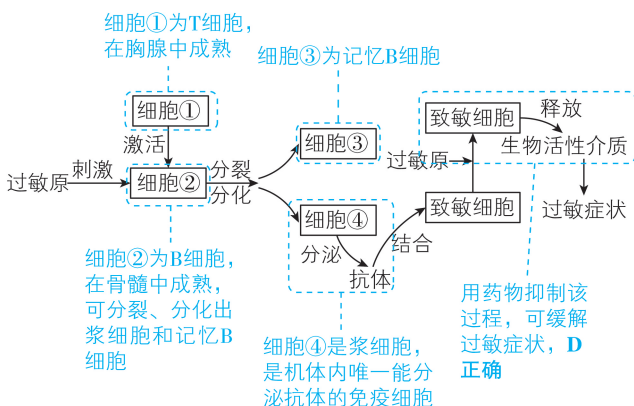 细胞①为T细胞，
在胸腺中成熟
细胞③为记忆B细胞
细胞①
激活
过敏原
刺激
细胞②
分裂
分化
细胞③
细胞④
分泌
抗体
结合
致敏细胞
释放
生物活性介质
过敏原
致敏细胞
过敏症状
细胞②为B细胞，
在骨髓中成熟，
可分裂、分化出
浆细胞和记忆B
细胞
细胞④是浆细胞，
是机体内唯一能分
泌抗体的免疫细胞
用药物抑制该
过程，可缓解
过敏症状，D
正确